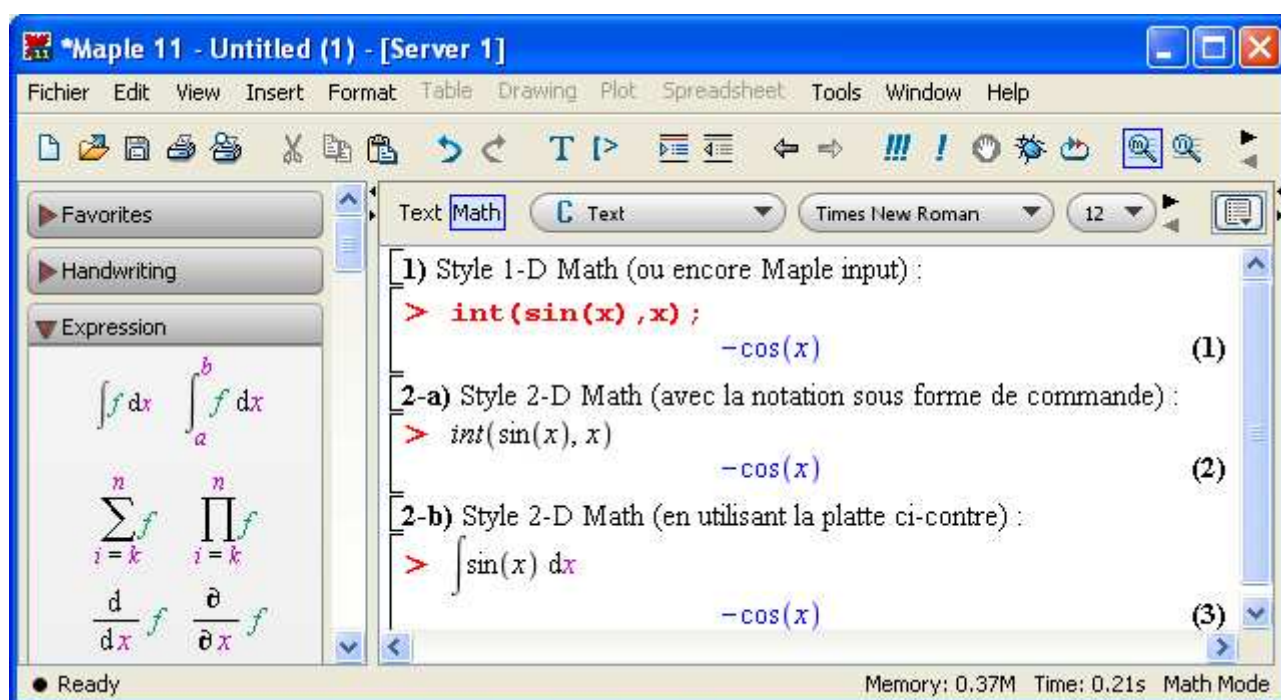 *Maple 11 - Untitled (1) - [Server 1]
Fichier Edit View Insert Format Table Drawing Plot Spreadsheet Tools Window Help
Favorites
Handwriting
Expression
∫f dx ∫_a^b f dx
∑_{i = k}^n f ∏_{i = k}^n f
d/dx f ∂/∂x f
Text Math C Text Times New Roman 12
1) Style 1-D Math (ou encore Maple input) :
> int(sin(x),x);
−cos(x) (1)
2-a) Style 2-D Math (avec la notation sous forme de commande) :
> int(sin(x), x)
−cos(x) (2)
2-b) Style 2-D Math (en utilisant la platte ci-contre) :
> ∫sin(x) dx
−cos(x) (3)
Ready Memory: 0.37M Time: 0.21s Math Mode